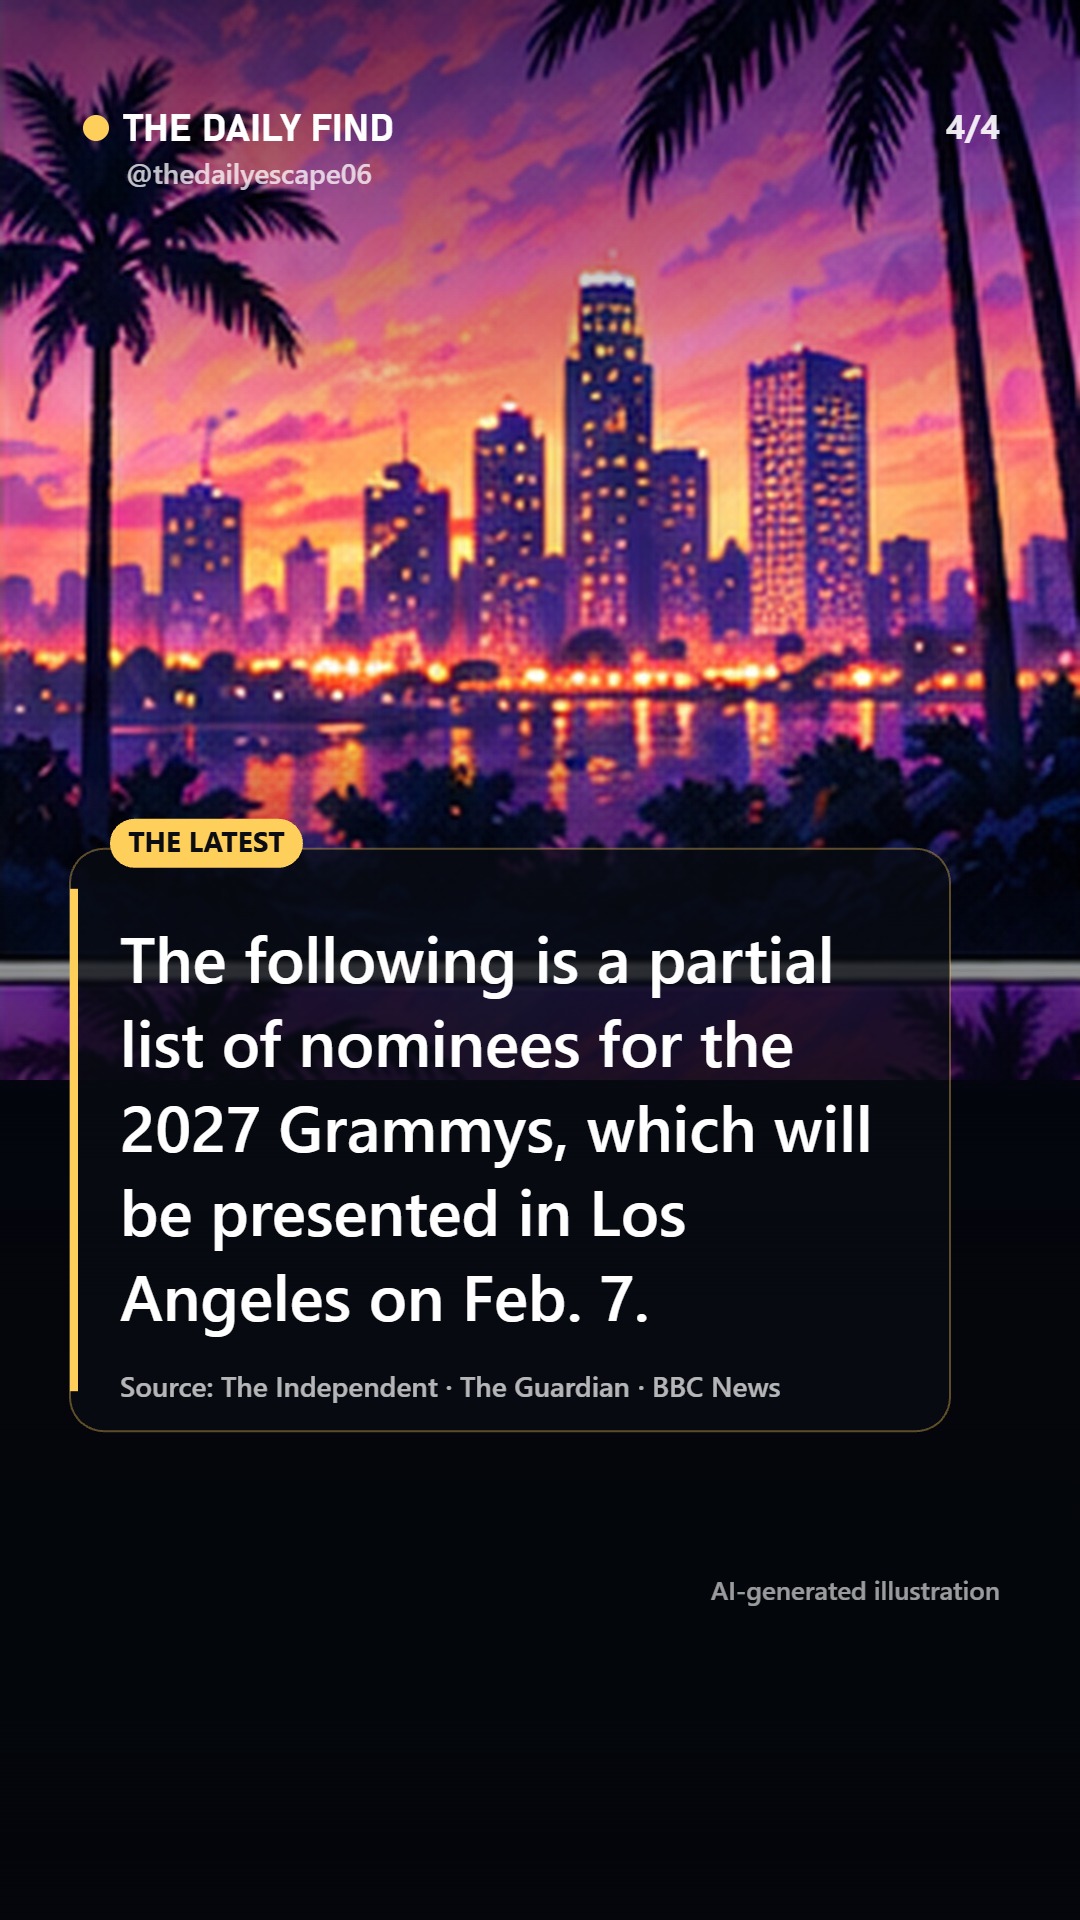 THE DAILY FIND
4/4
@thedailyescape06
THE LATEST
The following is a partial
list of nominees for the
2027 Grammys, which will
be presented in Los
Angeles on Feb. 7.
Source: The Independent · The Guardian · BBC News
AI-generated illustration